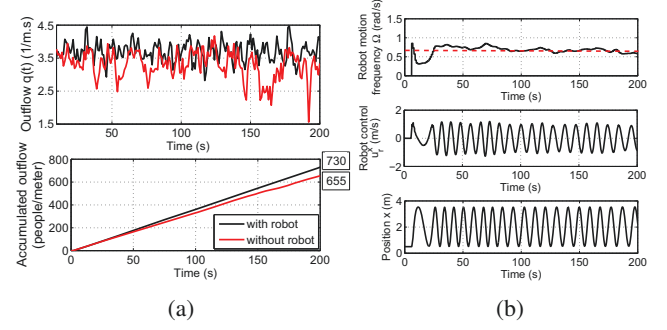 4.5
3.5
2.5
1.5
Outflow q(t) (1/m.s)
50
100
150
200
Time (s)
800
600
400
200
0
Accumulated outflow
(people/meter)
730
655
with robot
without robot
0
50
100
150
200
Time (s)
(a)
1.5
1
0.5
0
Robot motion
frequency Ω (rad/s)
0
50
100
150
200
Time (s)
2
0
−2
Robot control
u_r^x (m/s)
0
50
100
150
200
Time (s)
4
2
0
Position x (m)
0
50
100
150
200
Time (s)
(b)